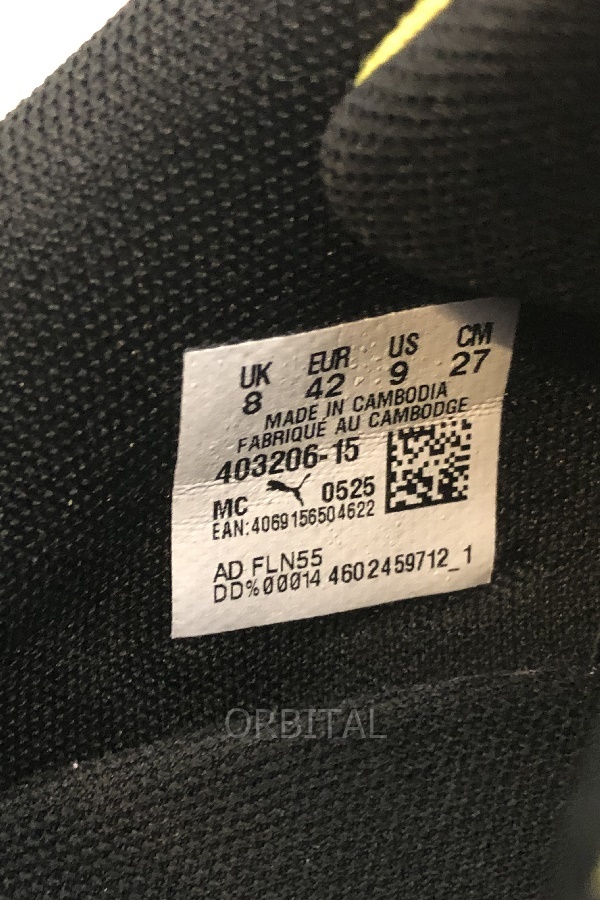 UK EUR US CM
8 42 9 27
MADE IN CAMBODIA
FABRIQUÉ AU CAMBODGE
403206-15
MC 0525
EAN:4069156504622
AD FLN55
DD%00014 4602459712_1
ORBITAL